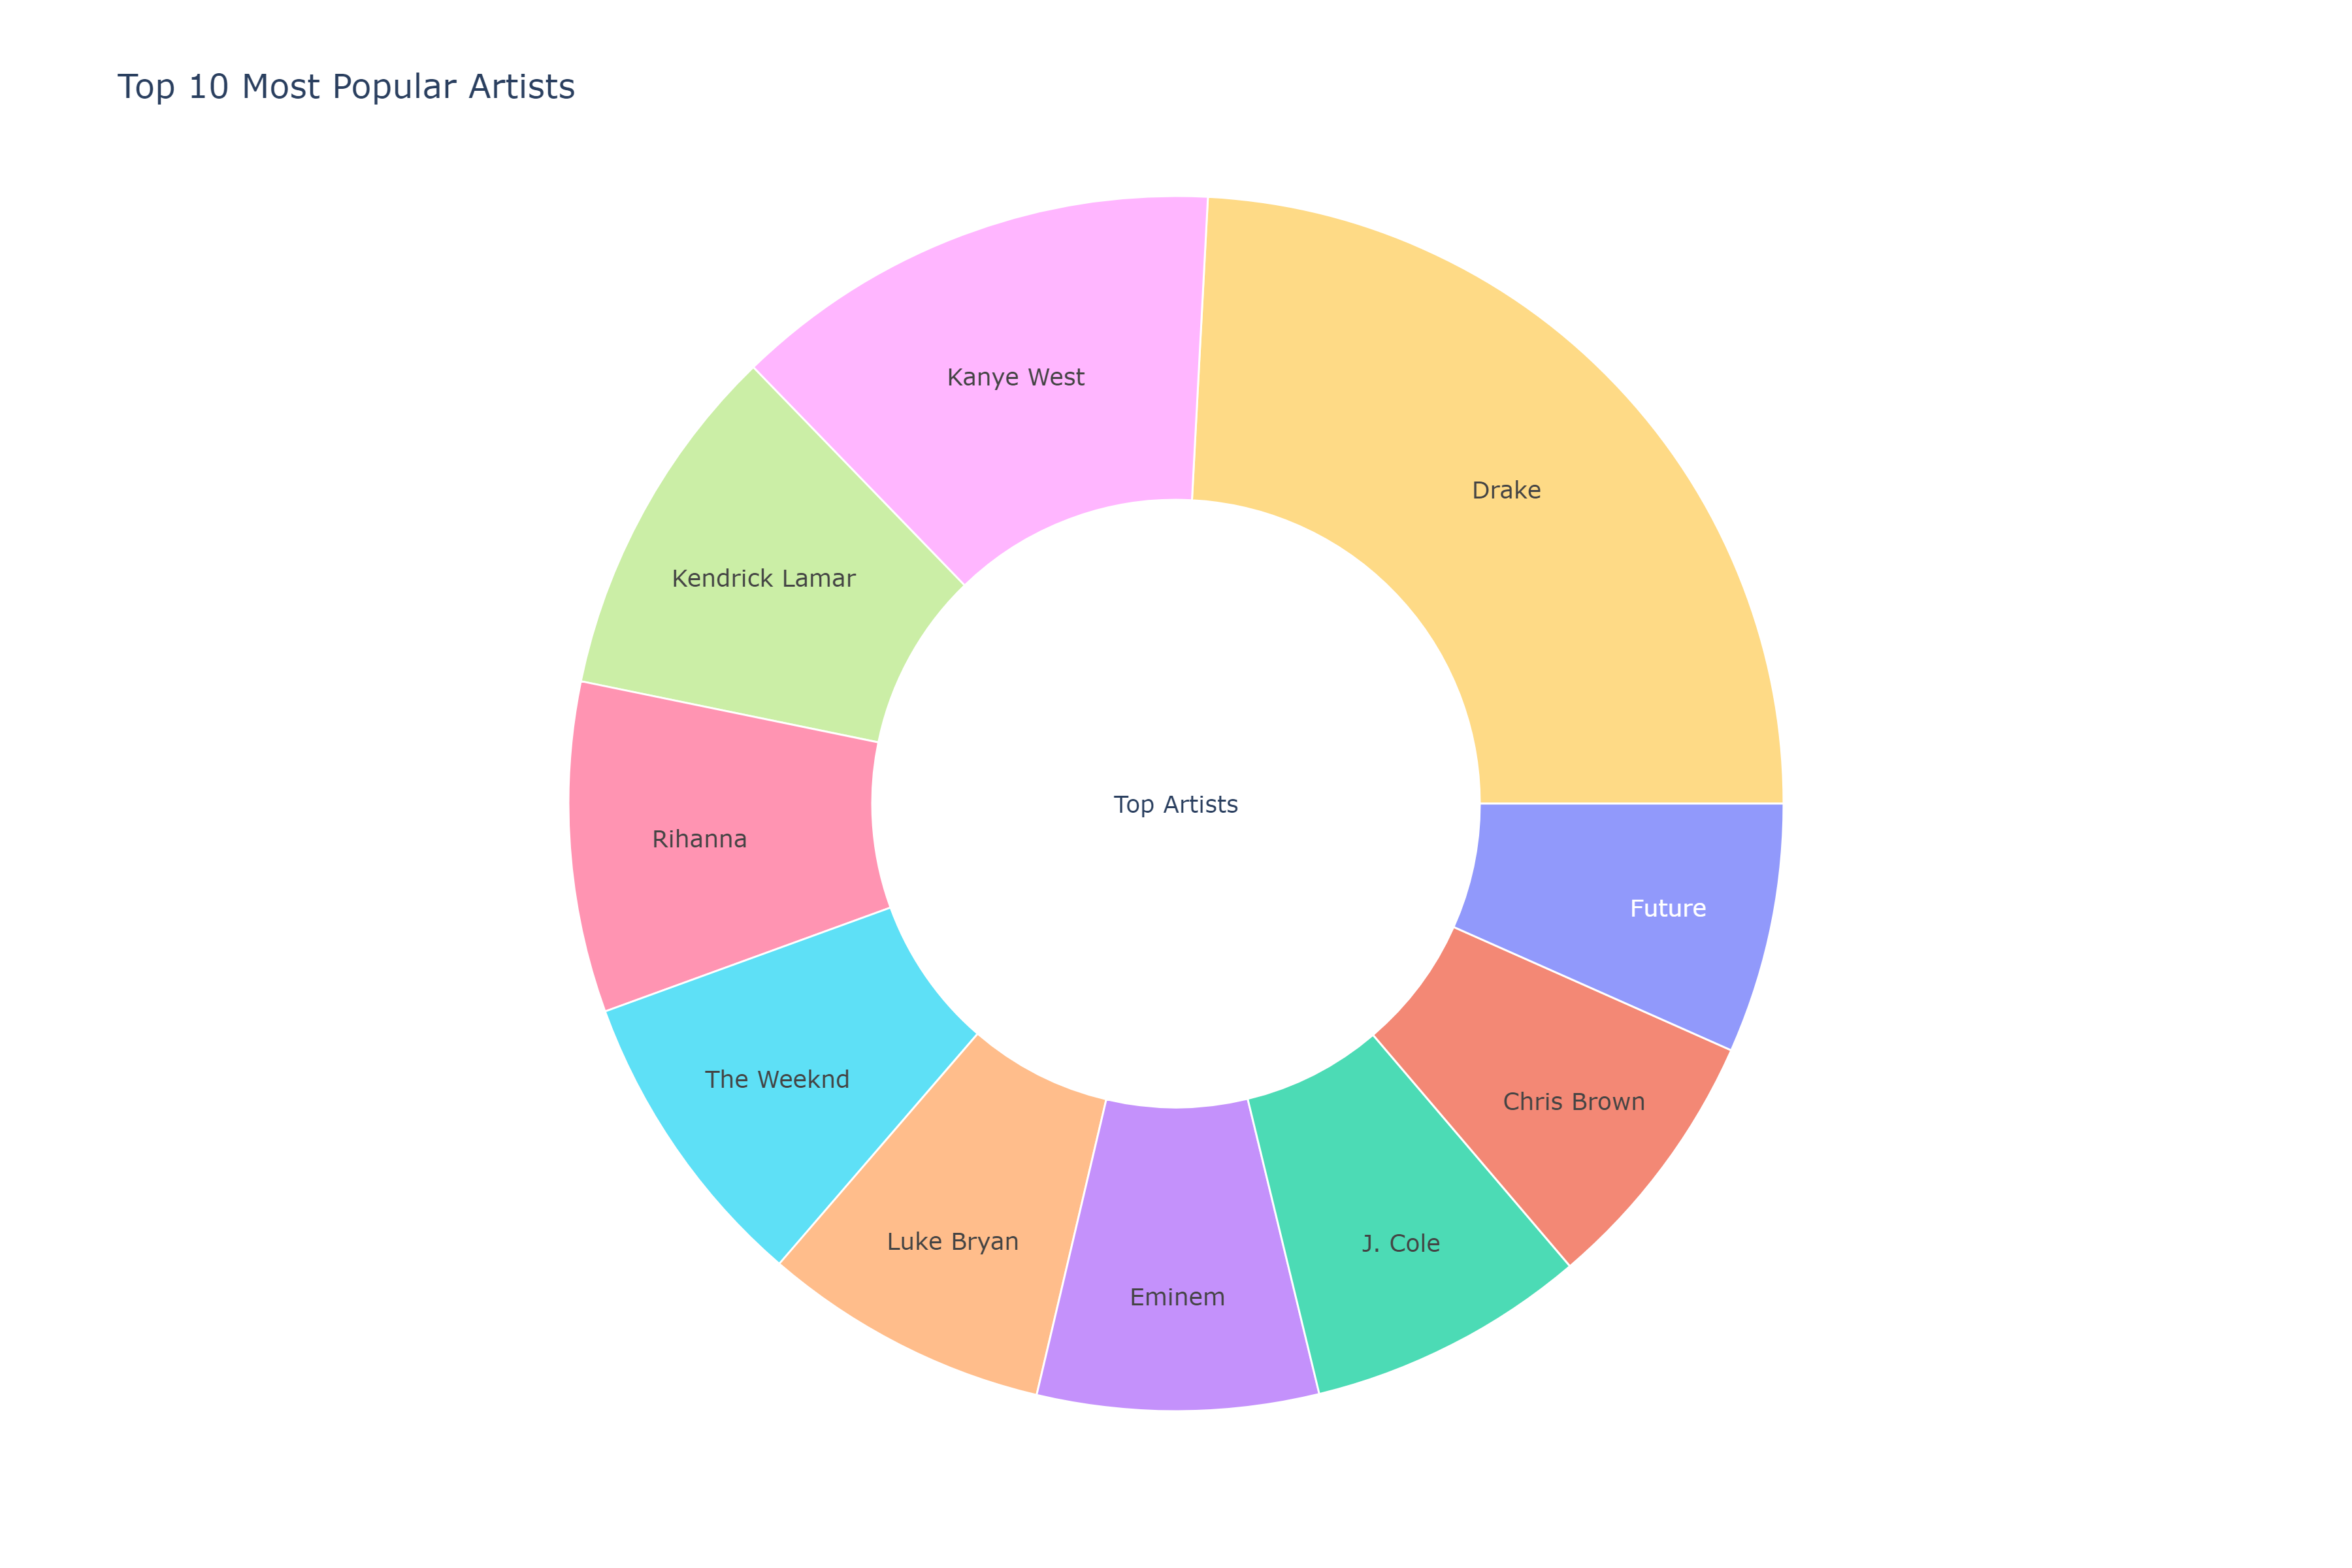 Top 10 Most Popular Artists
Kanye West
Drake
Kendrick Lamar
Top Artists
Rihanna
Future
The Weeknd
Chris Brown
Luke Bryan
J. Cole
Eminem